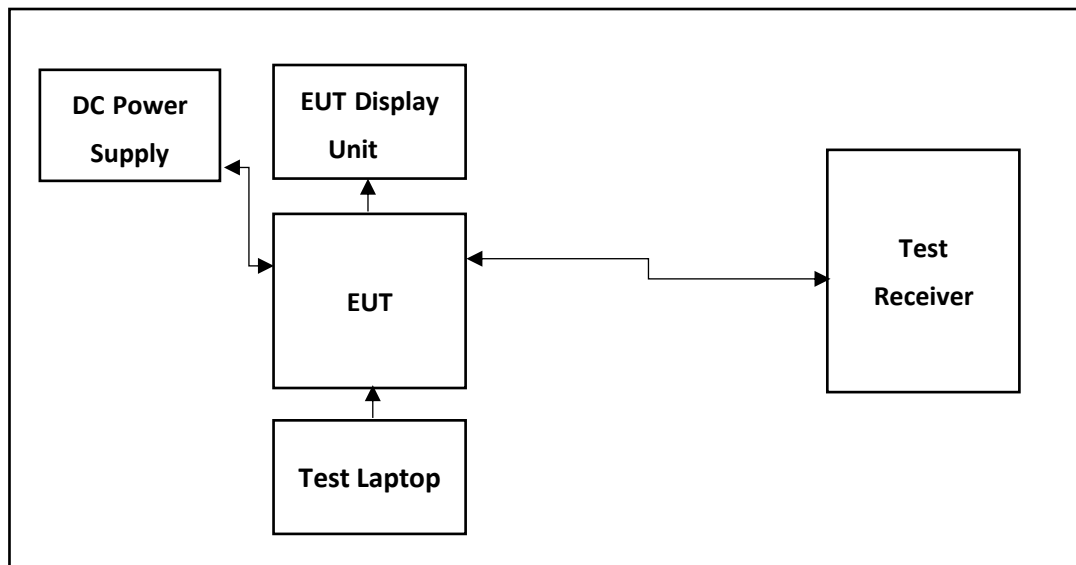 DC Power
Supply
EUT Display
Unit
EUT
Test
Receiver
Test Laptop